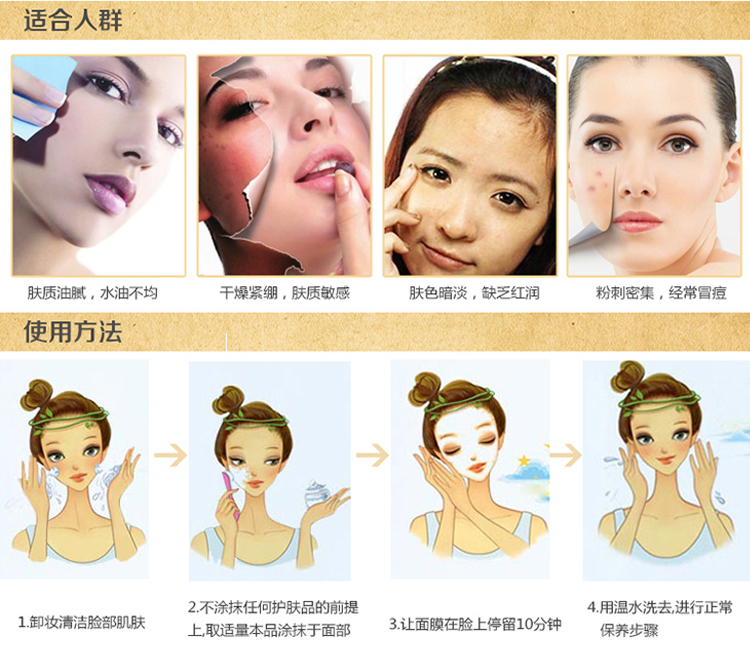 适合人群
肤质油腻，水油不均
干燥紧绷，肤质敏感
肤色暗淡，缺乏红润
粉刺密集，经常冒痘
使用方法
1.卸妆清洁脸部肌肤
2.不涂抹任何护肤品的前提
上,取适量本品涂抹于面部
3.让面膜在脸上停留10分钟
4.用温水洗去,进行正常
保养步骤